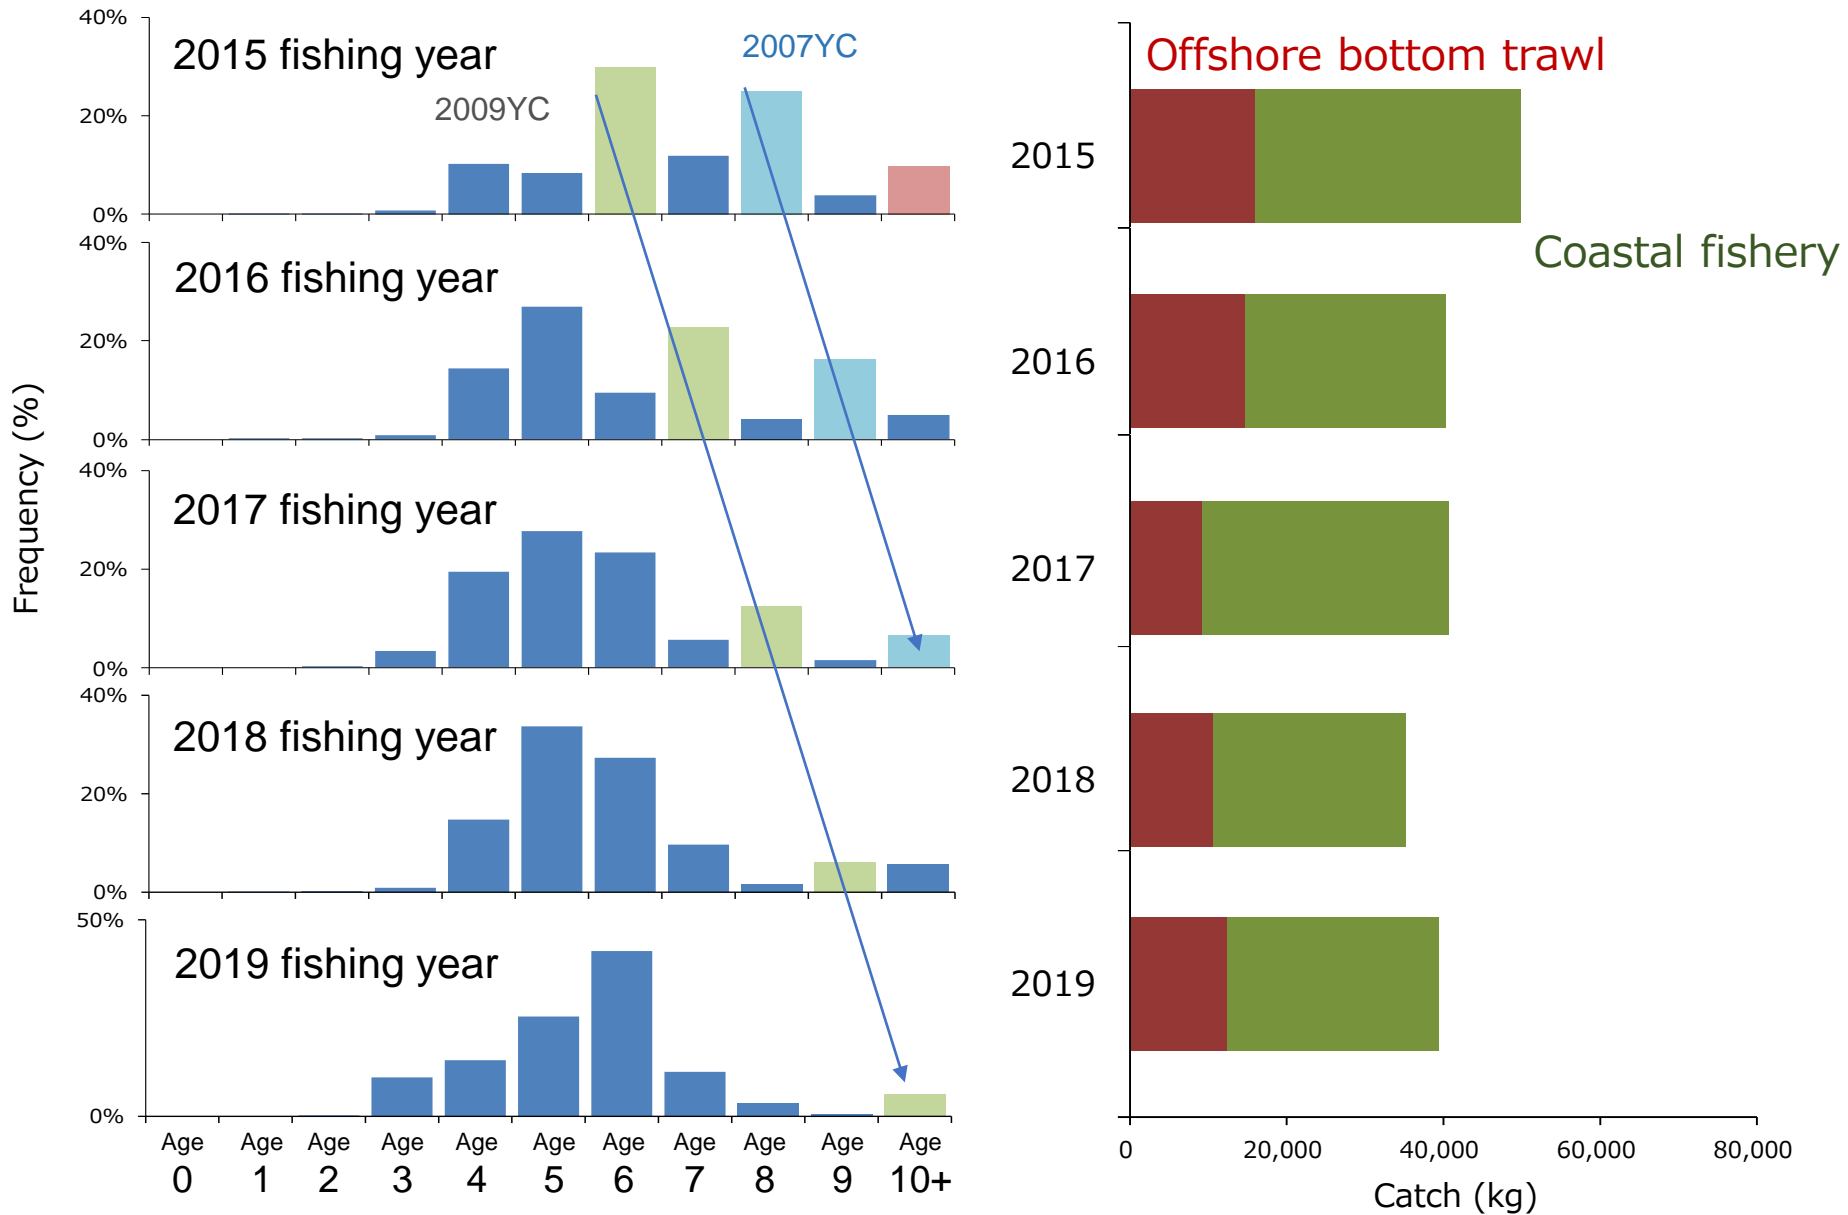 40%
20%
0%
2015 fishing year
2009YC
2007YC
40%
20%
0%
2016 fishing year
40%
20%
0%
2017 fishing year
40%
20%
0%
2018 fishing year
50%
0%
2019 fishing year
Frequency (%)
Age Age Age Age Age Age Age Age Age Age Age
0 1 2 3 4 5 6 7 8 9 10+
Offshore bottom trawl
Coastal fishery
2015
2016
2017
2018
2019
0 20,000 40,000 60,000 80,000
Catch (kg)